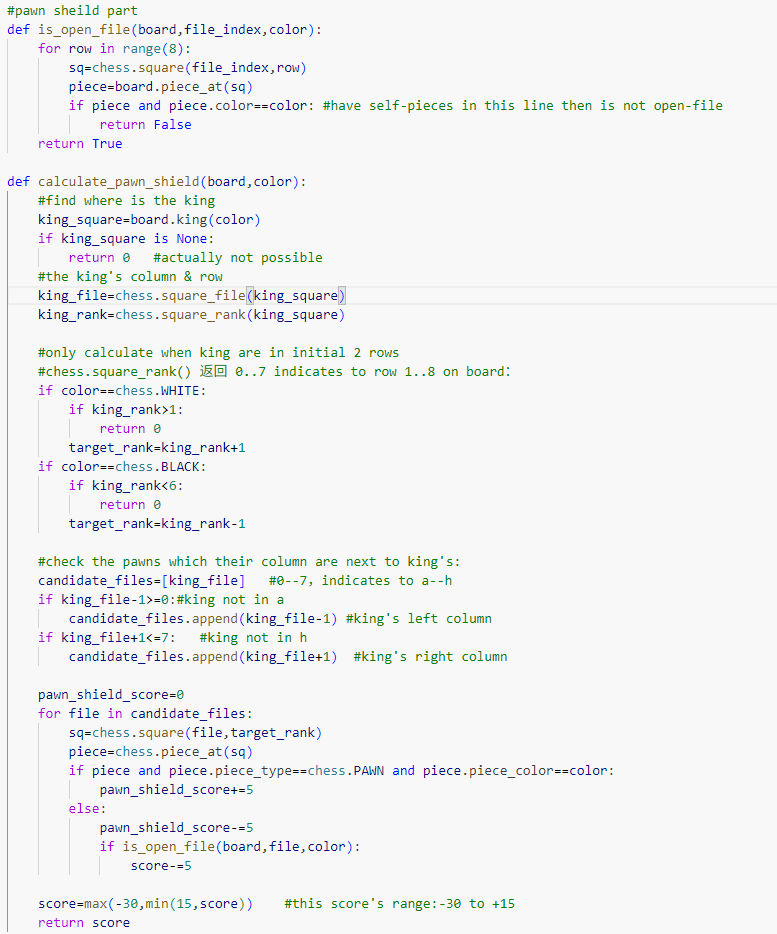 #pawn sheild part
def is_open_file(board,file_index,color):
    for row in range(8):
        sq=chess.square(file_index,row)
        piece=board.piece_at(sq)
        if piece and piece.color==color: #have self-pieces in this line then is not open-file
            return False
    return True

def calculate_pawn_shield(board,color):
    #find where is the king
    king_square=board.king(color)
    if king_square is None:
        return 0   #actually not possible
    #the king's column & row
    king_file=chess.square_file(king_square)
    king_rank=chess.square_rank(king_square)

    #only calculate when king are in initial 2 rows
    #chess.square_rank() 返回 0..7 indicates to row 1..8 on board:
    if color==chess.WHITE:
        if king_rank>1:
            return 0
        target_rank=king_rank+1
    if color==chess.BLACK:
        if king_rank<6:
            return 0
        target_rank=king_rank-1

    #check the pawns which their column are next to king's:
    candidate_files=[king_file]   #0--7, indicates to a--h
    if king_file-1>=0:#king not in a
        candidate_files.append(king_file-1) #king's left column
    if king_file+1<=7:   #king not in h
        candidate_files.append(king_file+1)  #king's right column

    pawn_shield_score=0
    for file in candidate_files:
        sq=chess.square(file,target_rank)
        piece=chess.piece_at(sq)
        if piece and piece.piece_type==chess.PAWN and piece.piece_color==color:
            pawn_shield_score+=5
        else:
            pawn_shield_score-=5
            if is_open_file(board,file,color):
                score-=5

    score=max(-30,min(15,score))    #this score's range:-30 to +15
    return score